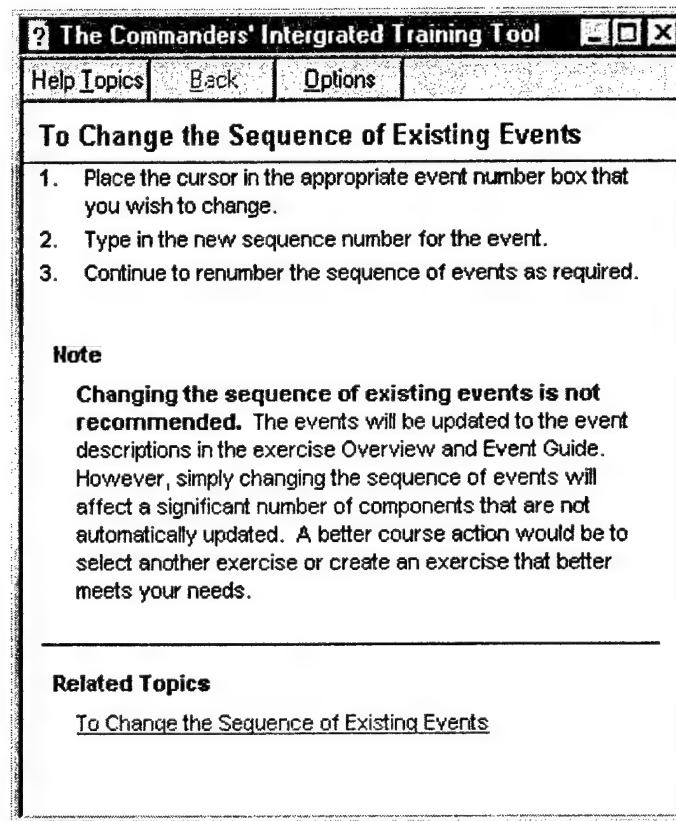 ? The Commanders' Intergrated Training Tool
Help Topics Back Options
To Change the Sequence of Existing Events
1. Place the cursor in the appropriate event number box that
you wish to change.
2. Type in the new sequence number for the event.
3. Continue to renumber the sequence of events as required.
Note
Changing the sequence of existing events is not
recommended. The events will be updated to the event
descriptions in the exercise Overview and Event Guide.
However, simply changing the sequence of events will
affect a significant number of components that are not
automatically updated. A better course action would be to
select another exercise or create an exercise that better
meets your needs.
Related Topics
To Change the Sequence of Existing Events